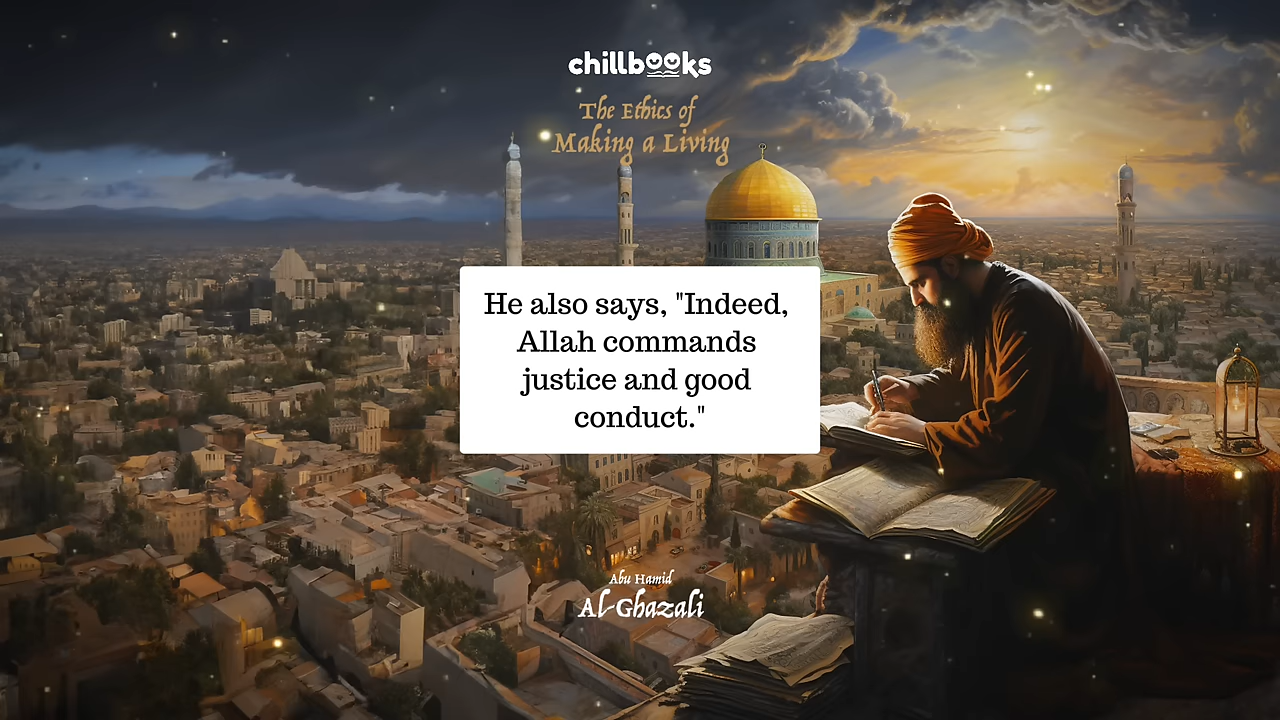 chillbooks
The Ethics of
Making a Living
He also says, "Indeed,
Allah commands
justice and good
conduct."
Abu Hamid
Al-Ghazali